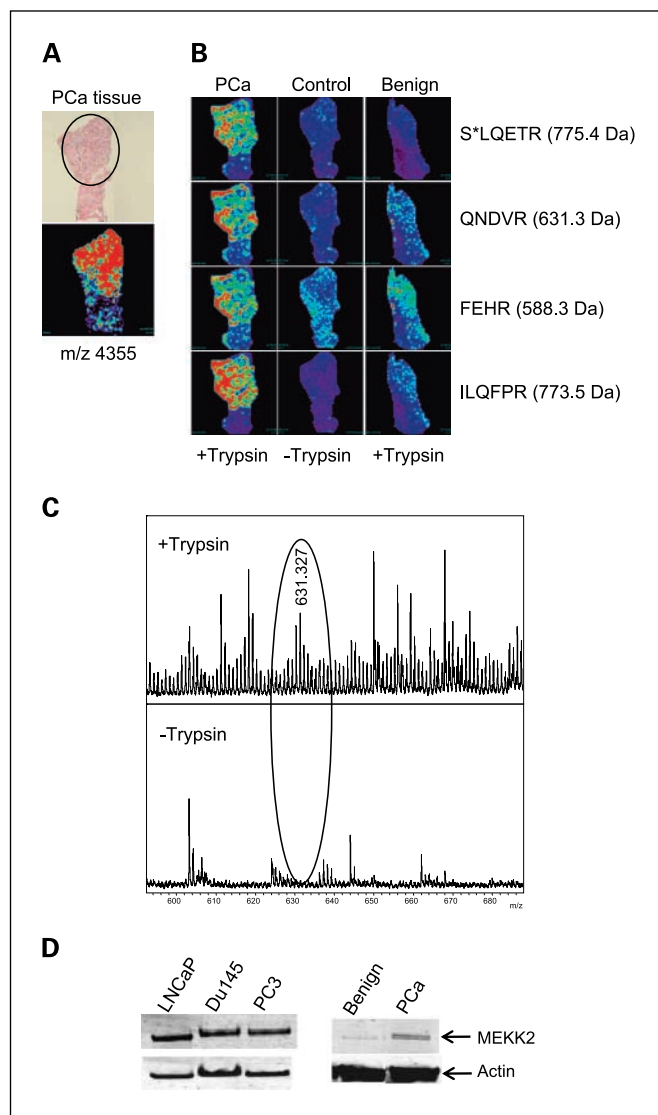 A
PCa tissue
m/z 4355
B
PCa Control Benign
S*LQETR (775.4 Da)
QNDVR (631.3 Da)
FEHR (588.3 Da)
ILQFPR (773.5 Da)
+Trypsin -Trypsin +Trypsin
C
+Trypsin
631.327
-Trypsin
600 610 620 630 640 650 660 670 680 m/z
D
LNCaP Du145 PC3 Benign PCa
MEKK2
Actin